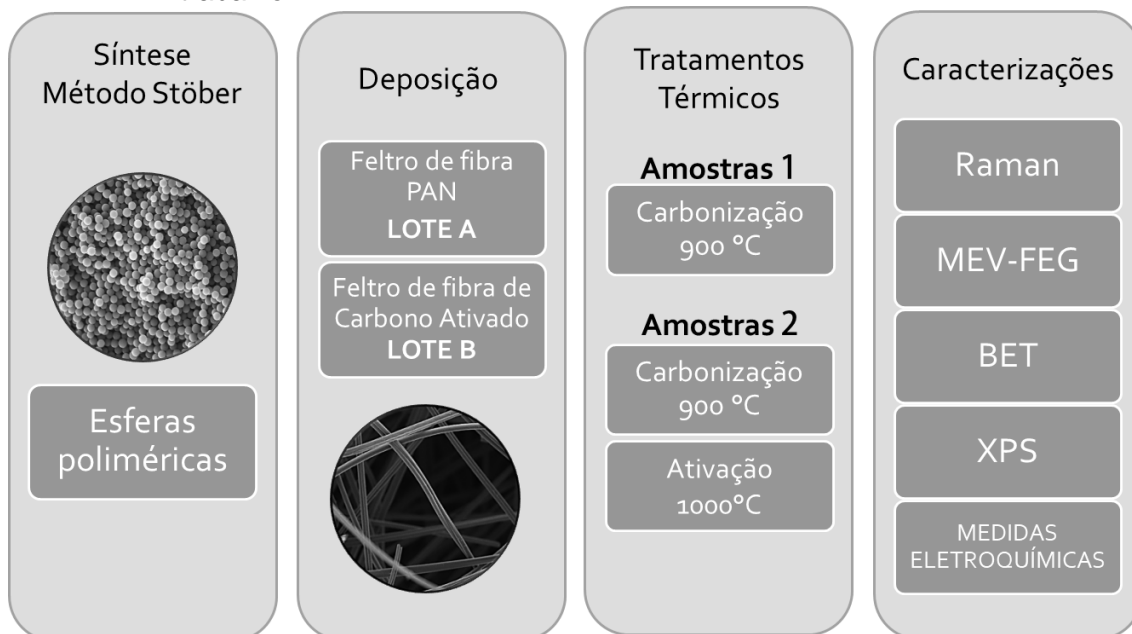 Síntese
Método Stöber
Esferas
poliméricas
Deposição
Feltro de fibra
PAN
LOTE A
Feltro de fibra de
Carbono Ativado
LOTE B
Tratamentos
Térmicos
Amostras 1
Carbonização
900 °C
Amostras 2
Carbonização
900 °C
Ativação
1000°C
Caracterizações
Raman
MEV-FEG
BET
XPS
MEDIDAS
ELETROQUÍMICAS